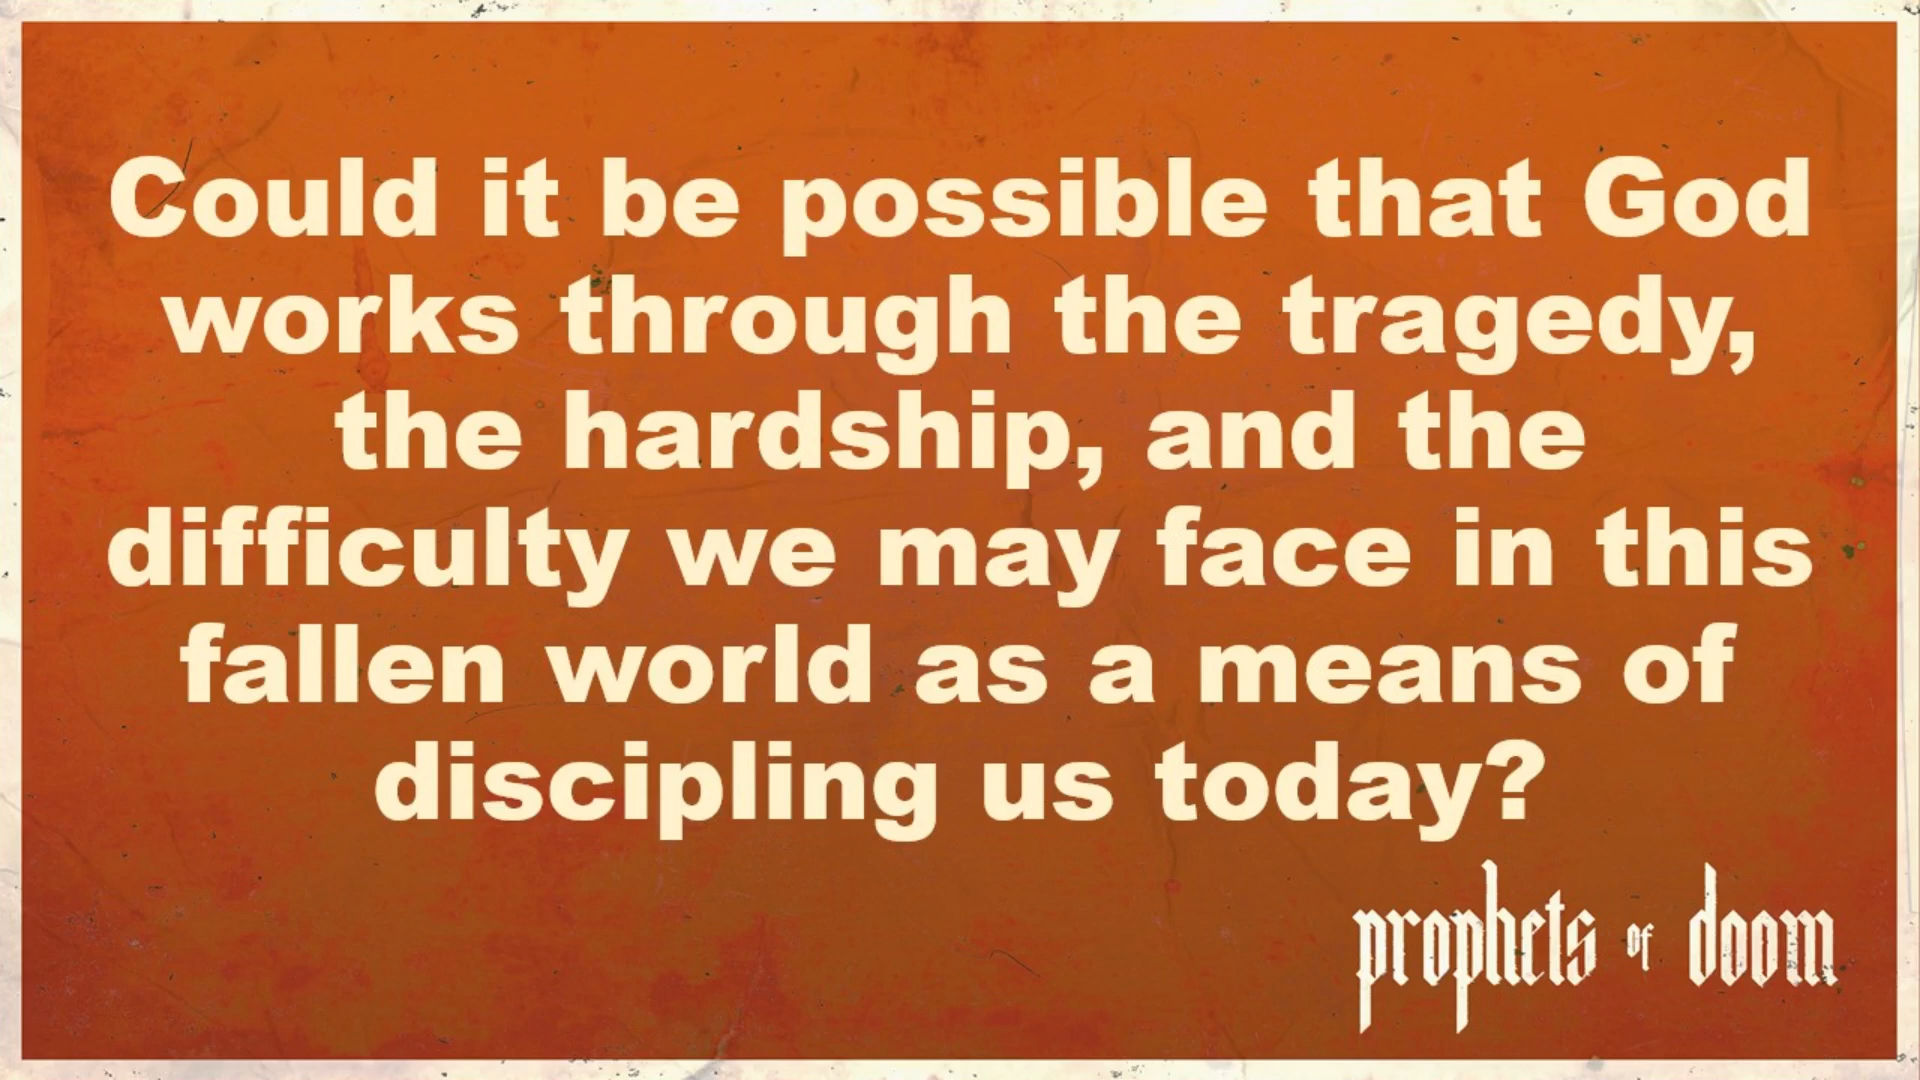 Could it be possible that God
works through the tragedy,
the hardship, and the
difficulty we may face in this
fallen world as a means of
discipling us today?
prophets of doom